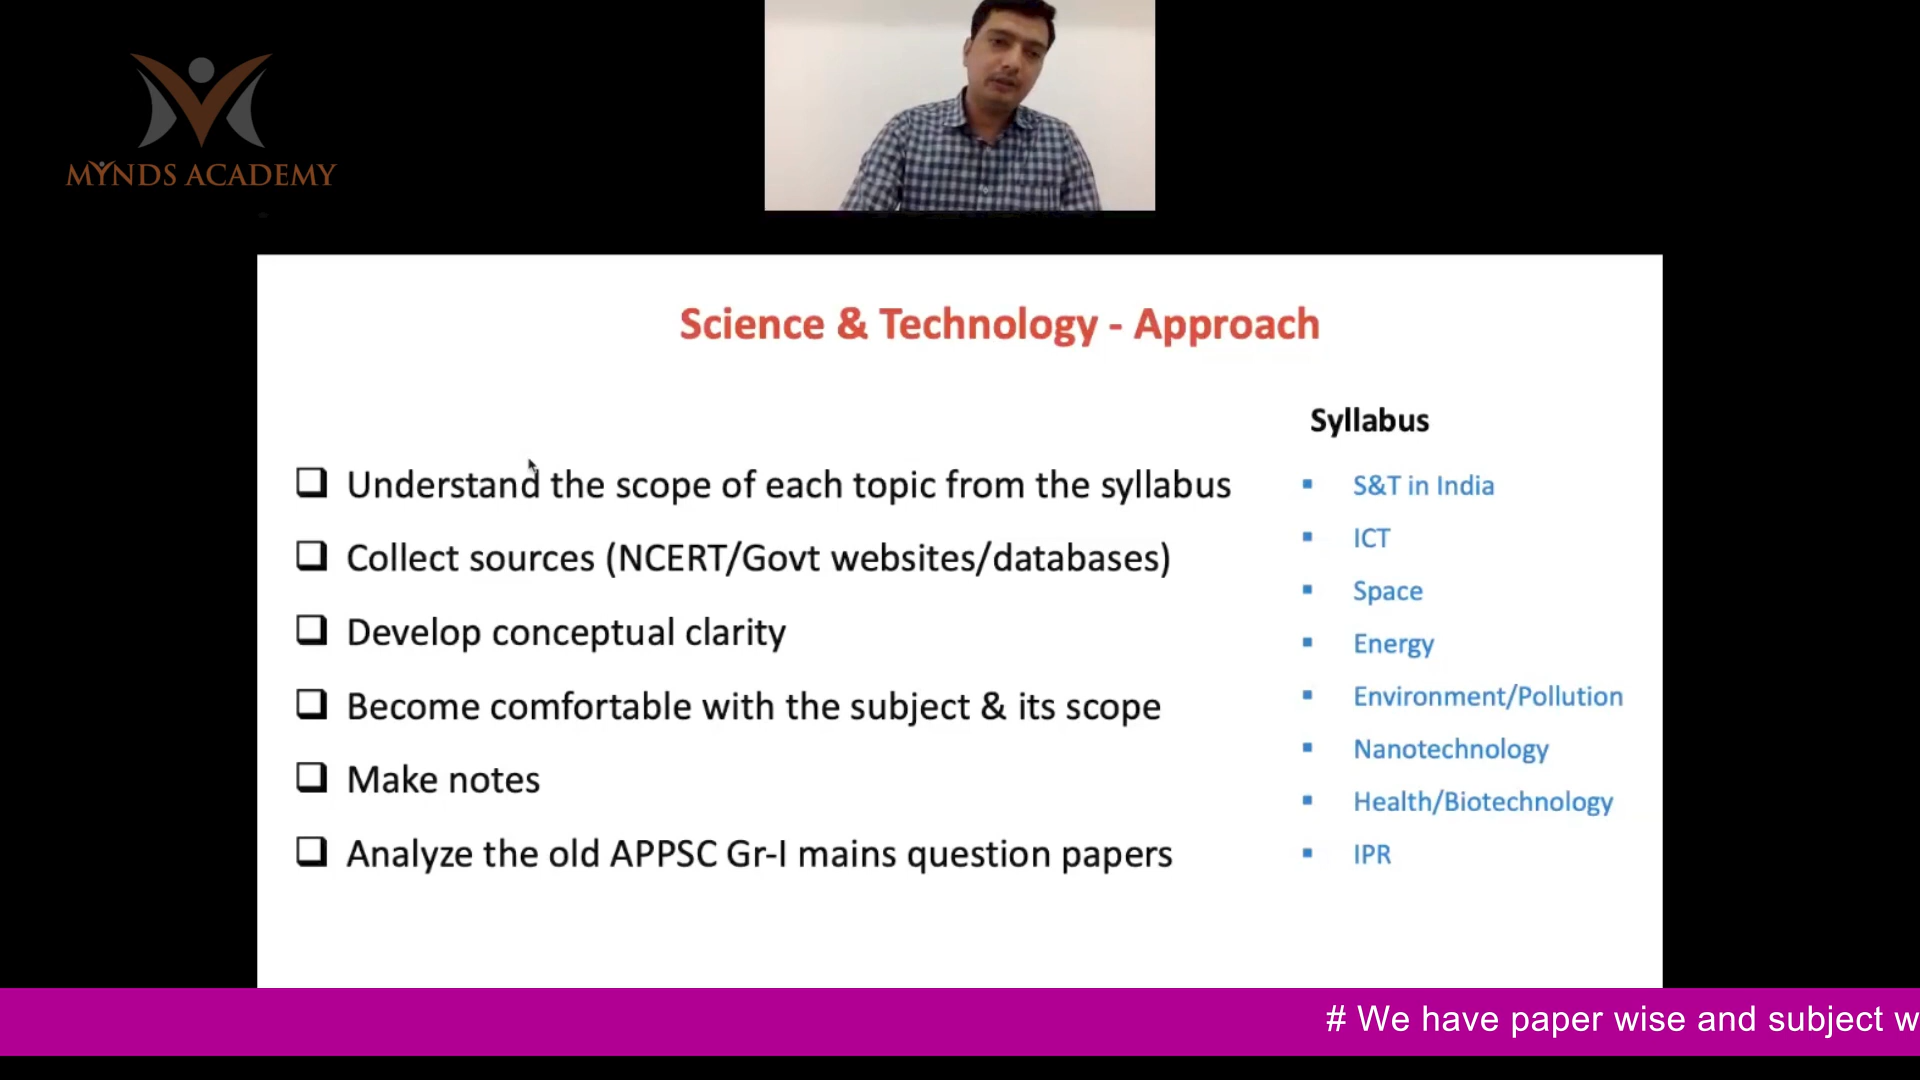 MYNDS ACADEMY
Science & Technology - Approach
Understand the scope of each topic from the syllabus
Collect sources (NCERT/Govt websites/databases)
Develop conceptual clarity
Become comfortable with the subject & its scope
Make notes
Analyze the old APPSC Gr-I mains question papers
Syllabus
S&T in India
ICT
Space
Energy
Environment/Pollution
Nanotechnology
Health/Biotechnology
IPR
# We have paper wise and subject w